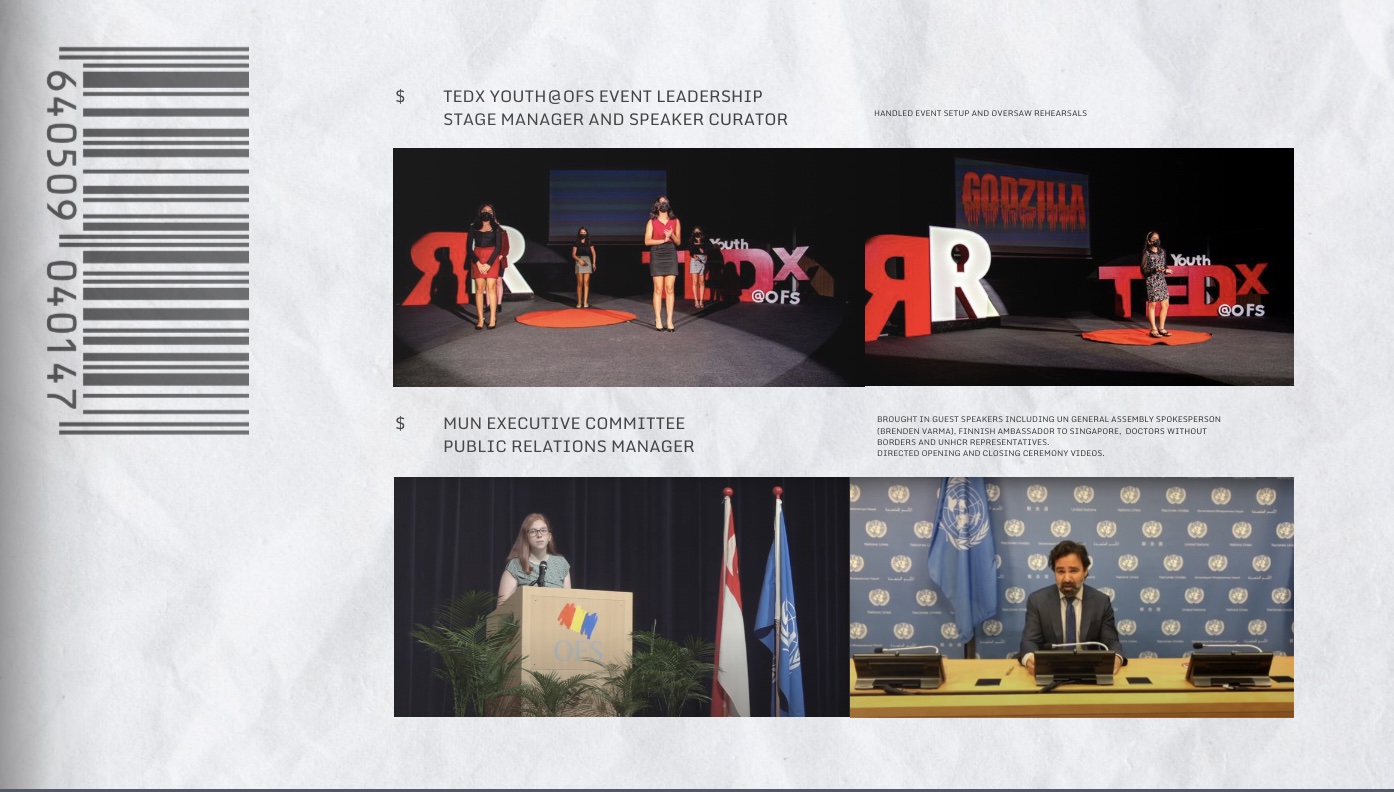 640509 040147
$ TEDX YOUTH@OFS EVENT LEADERSHIP
STAGE MANAGER AND SPEAKER CURATOR
HANDLED EVENT SETUP AND OVERSAW REHEARSALS
R R
Youth
TEDx
@OFS
GODZILLA
R R
Youth
TEDx
@OFS
$ MUN EXECUTIVE COMMITTEE
PUBLIC RELATIONS MANAGER
BROUGHT IN GUEST SPEAKERS INCLUDING UN GENERAL ASSEMBLY SPOKESPERSON
(BRENDEN VARMA), FINNISH AMBASSADOR TO SINGAPORE, DOCTORS WITHOUT
BORDERS AND UNHCR REPRESENTATIVES.
DIRECTED OPENING AND CLOSING CEREMONY VIDEOS.
OFS